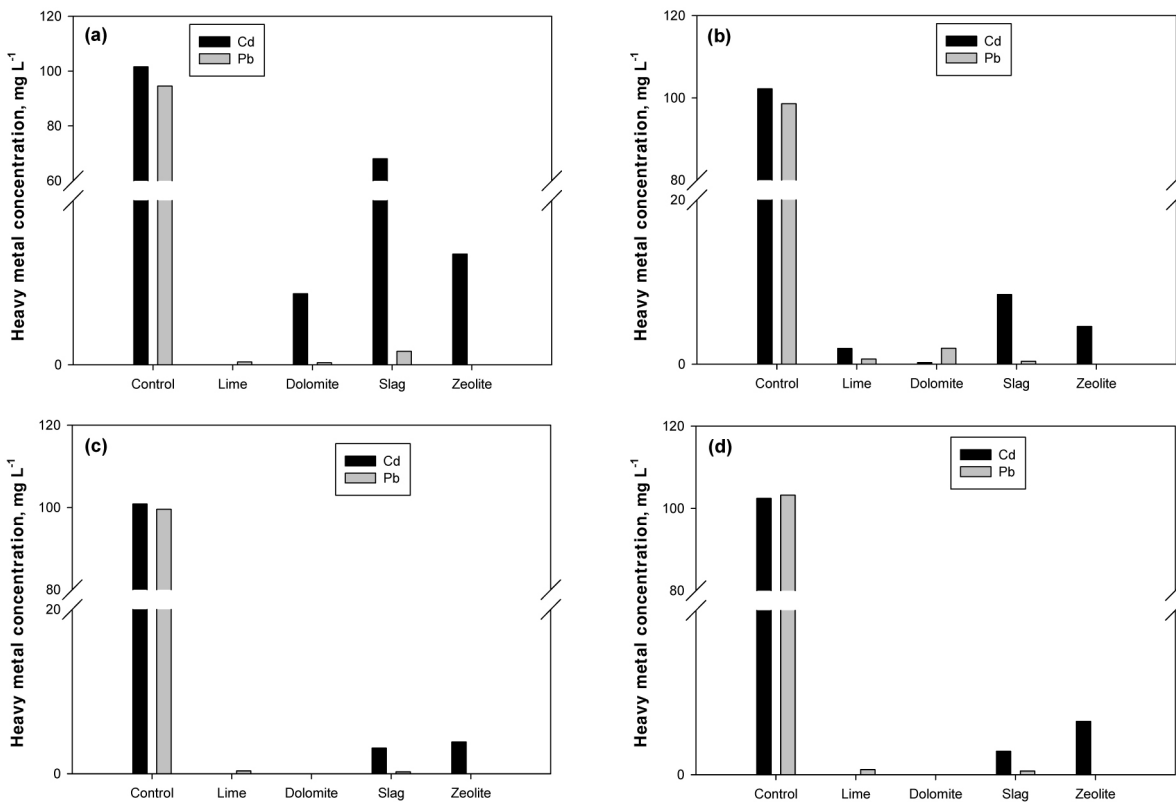 (a)
Cd
Pb
Heavy metal concentration, mg L⁻¹
120
100
80
60
0
Control Lime Dolomite Slag Zeolite
(b)
Cd
Pb
Heavy metal concentration, mg L⁻¹
120
100
80
20
0
Control Lime Dolomite Slag Zeolite
(c)
Cd
Pb
Heavy metal concentration, mg L⁻¹
120
100
80
20
0
Control Lime Dolomite Slag Zeolite
(d)
Cd
Pb
Heavy metal concentration, mg L⁻¹
120
100
80
0
Control Lime Dolomite Slag Zeolite